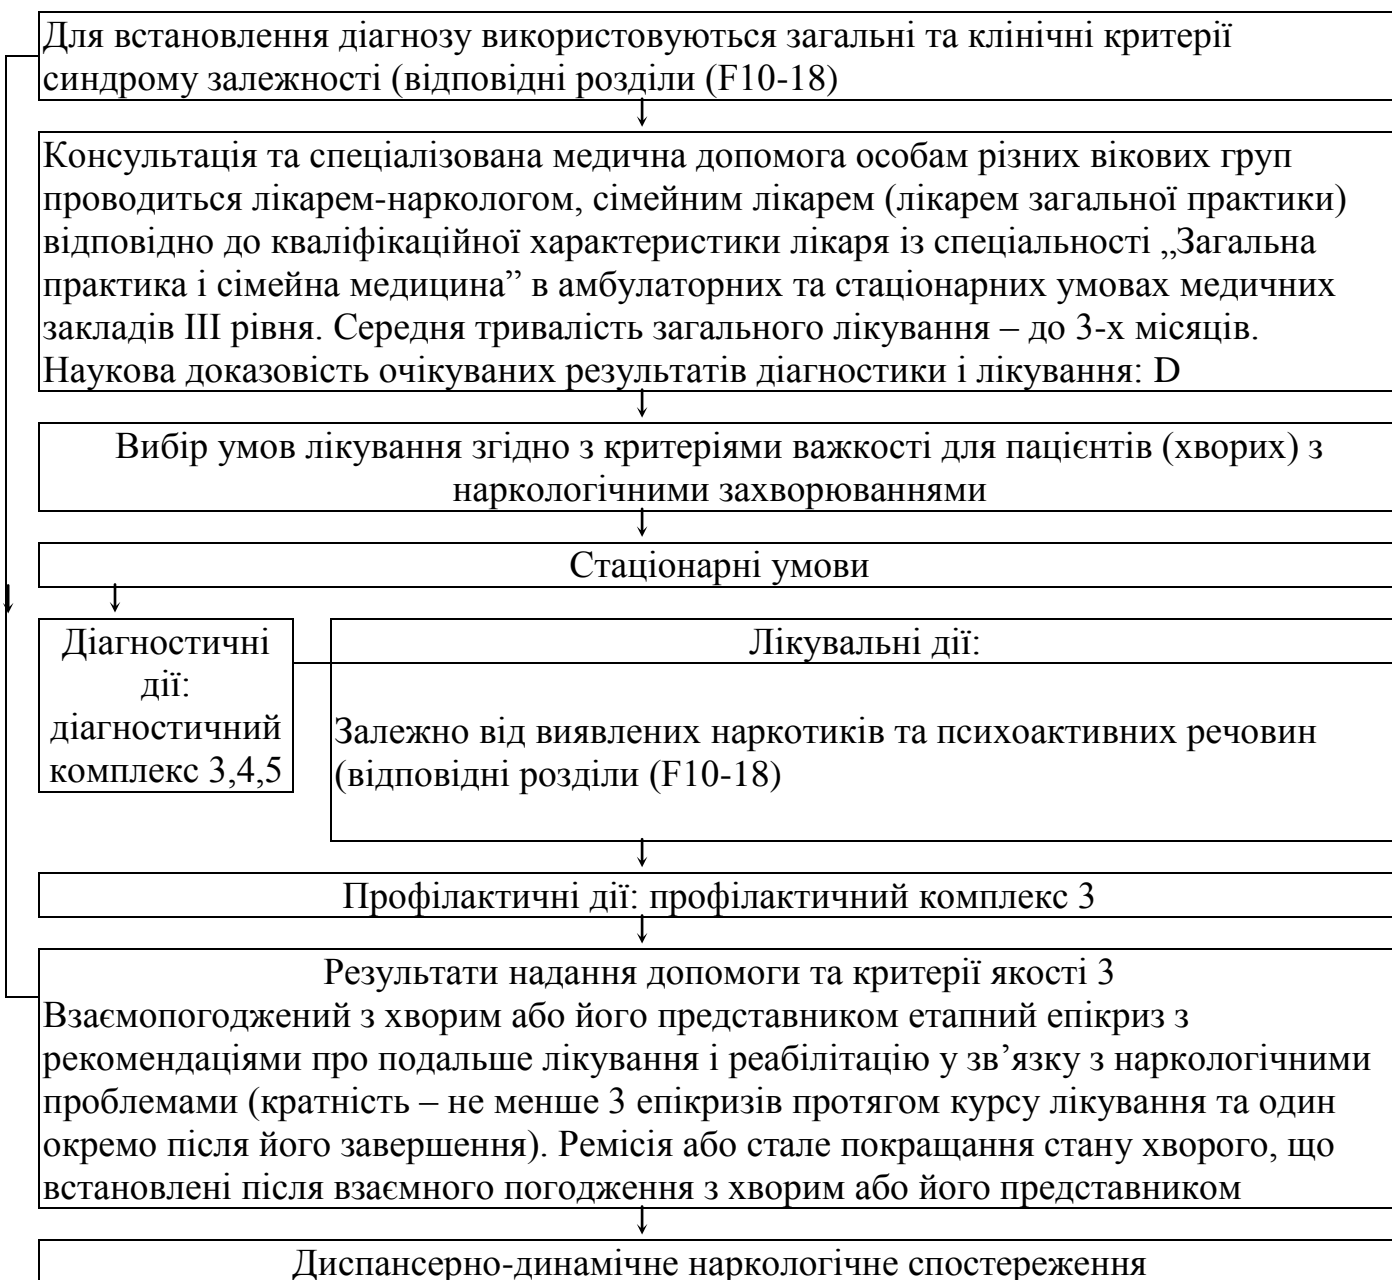 Для встановлення діагнозу використовуються загальні та клінічні критерії
синдрому залежності (відповідні розділи (F10-18)
Консультація та спеціалізована медична допомога особам різних вікових груп
проводиться лікарем-наркологом, сімейним лікарем (лікарем загальної практики)
відповідно до кваліфікаційної характеристики лікаря із спеціальності „Загальна
практика і сімейна медицина” в амбулаторних та стаціонарних умовах медичних
закладів III рівня. Середня тривалість загального лікування – до 3-х місяців.
Наукова доказовість очікуваних результатів діагностики і лікування: D
Вибір умов лікування згідно з критеріями важкості для пацієнтів (хворих) з
наркологічними захворюваннями
Стаціонарні умови
Діагностичні
дії:
діагностичний
комплекс 3,4,5
Лікувальні дії:
Залежно від виявлених наркотиків та психоактивних речовин
(відповідні розділи (F10-18)
Профілактичні дії: профілактичний комплекс 3
Результати надання допомоги та критерії якості 3
Взаємопогоджений з хворим або його представником етапний епікриз з
рекомендаціями про подальше лікування і реабілітацію у зв’язку з наркологічними
проблемами (кратність – не менше 3 епікризів протягом курсу лікування та один
окремо після його завершення). Ремісія або стале покращання стану хворого, що
встановлені після взаємного погодження з хворим або його представником
Диспансерно-динамічне наркологічне спостереження